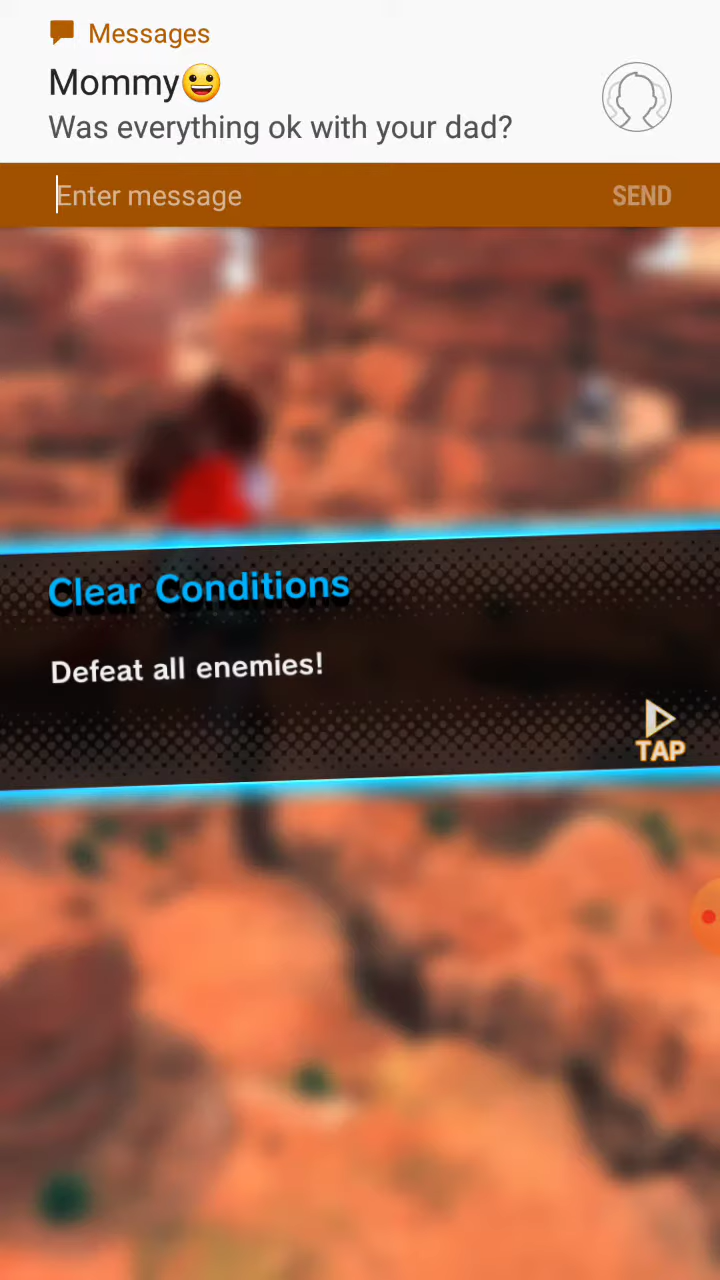 Messages
Mommy😀
Was everything ok with your dad?
Enter message
SEND
Clear Conditions
Defeat all enemies!
TAP